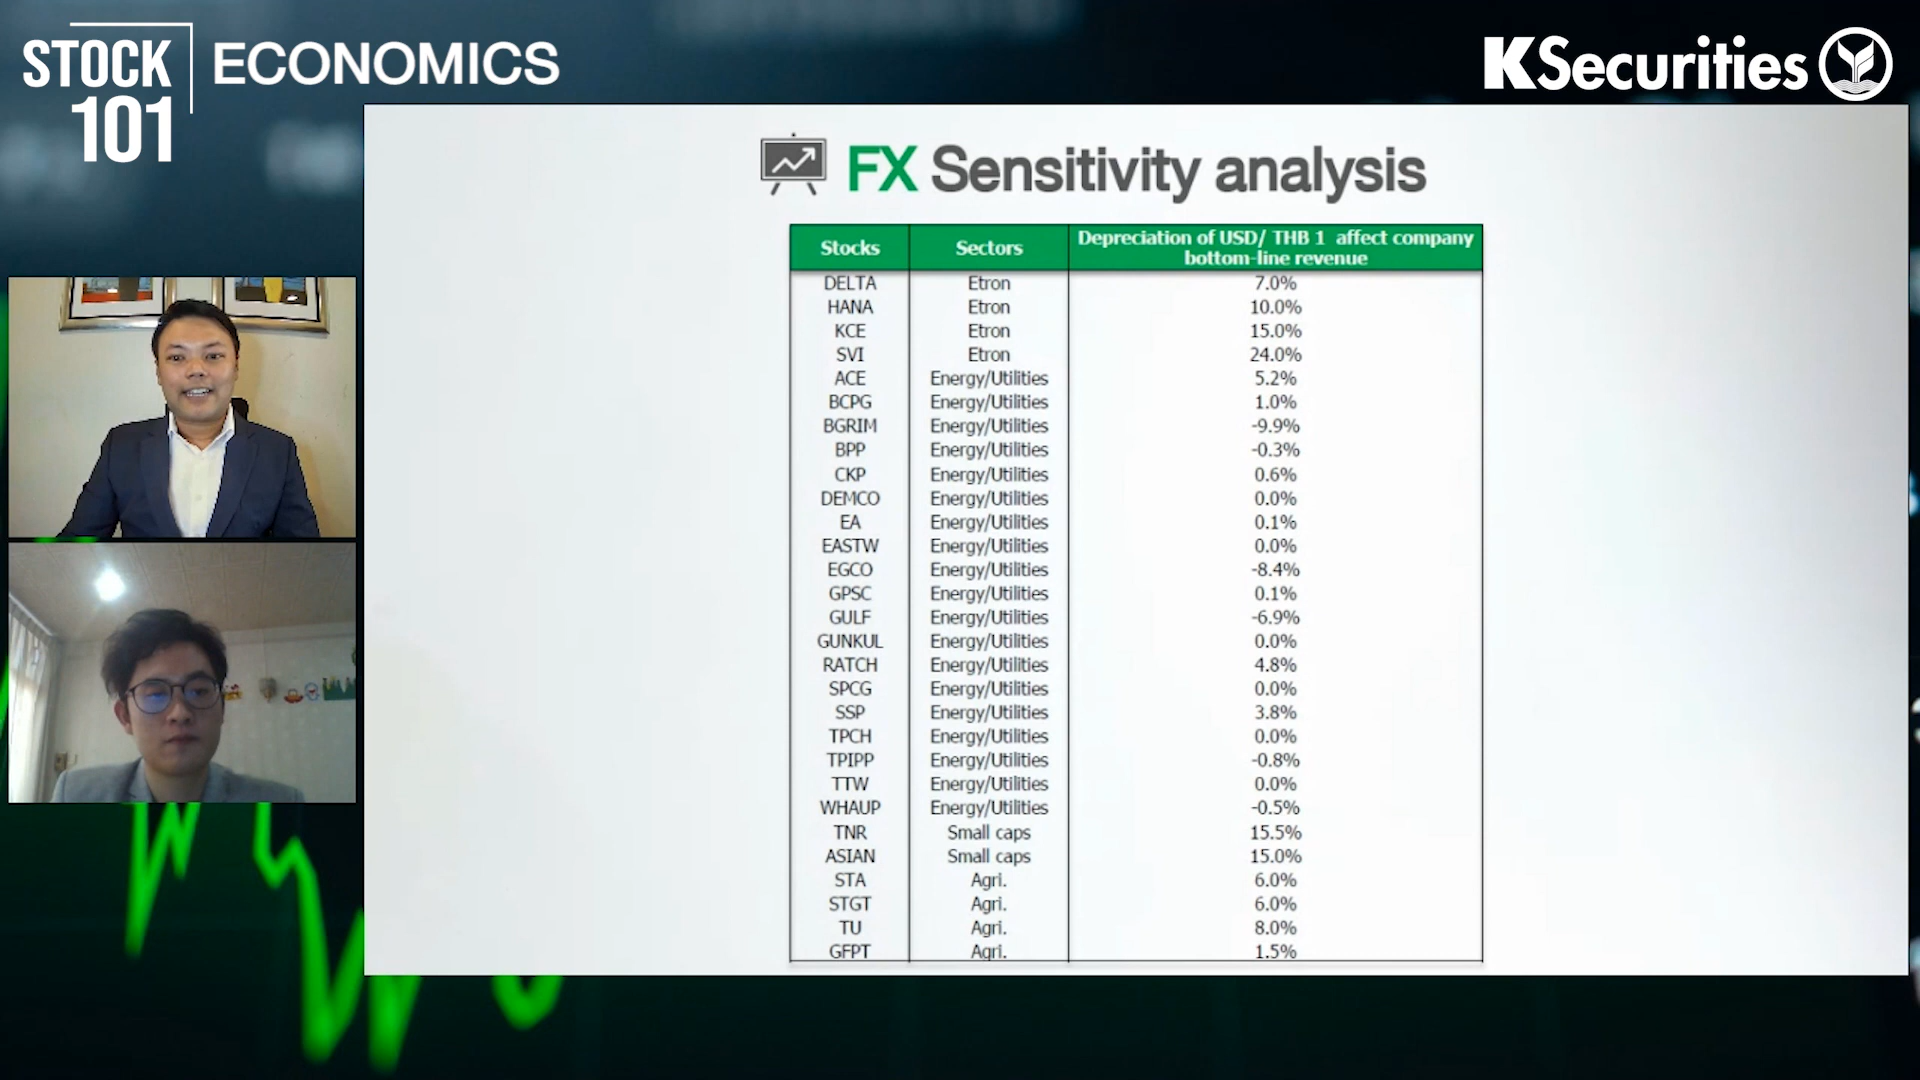 STOCK
101
ECONOMICS
KSecurities
FX Sensitivity analysis
Stocks Sectors Depreciation of USD/ THB 1 affect company
bottom-line revenue
DELTA Etron 7.0%
HANA Etron 10.0%
KCE Etron 15.0%
SVI Etron 24.0%
ACE Energy/Utilities 5.2%
BCPG Energy/Utilities 1.0%
BGRIM Energy/Utilities -9.9%
BPP Energy/Utilities -0.3%
CKP Energy/Utilities 0.6%
DEMCO Energy/Utilities 0.0%
EA Energy/Utilities 0.1%
EASTW Energy/Utilities 0.0%
EGCO Energy/Utilities -8.4%
GPSC Energy/Utilities 0.1%
GULF Energy/Utilities -6.9%
GUNKUL Energy/Utilities 0.0%
RATCH Energy/Utilities 4.8%
SPCG Energy/Utilities 0.0%
SSP Energy/Utilities 3.8%
TPCH Energy/Utilities 0.0%
TPIPP Energy/Utilities -0.8%
TTW Energy/Utilities 0.0%
WHAUP Energy/Utilities -0.5%
TNR Small caps 15.5%
ASIAN Small caps 15.0%
STA Agri. 6.0%
STGT Agri. 6.0%
TU Agri. 8.0%
GFPT Agri. 1.5%